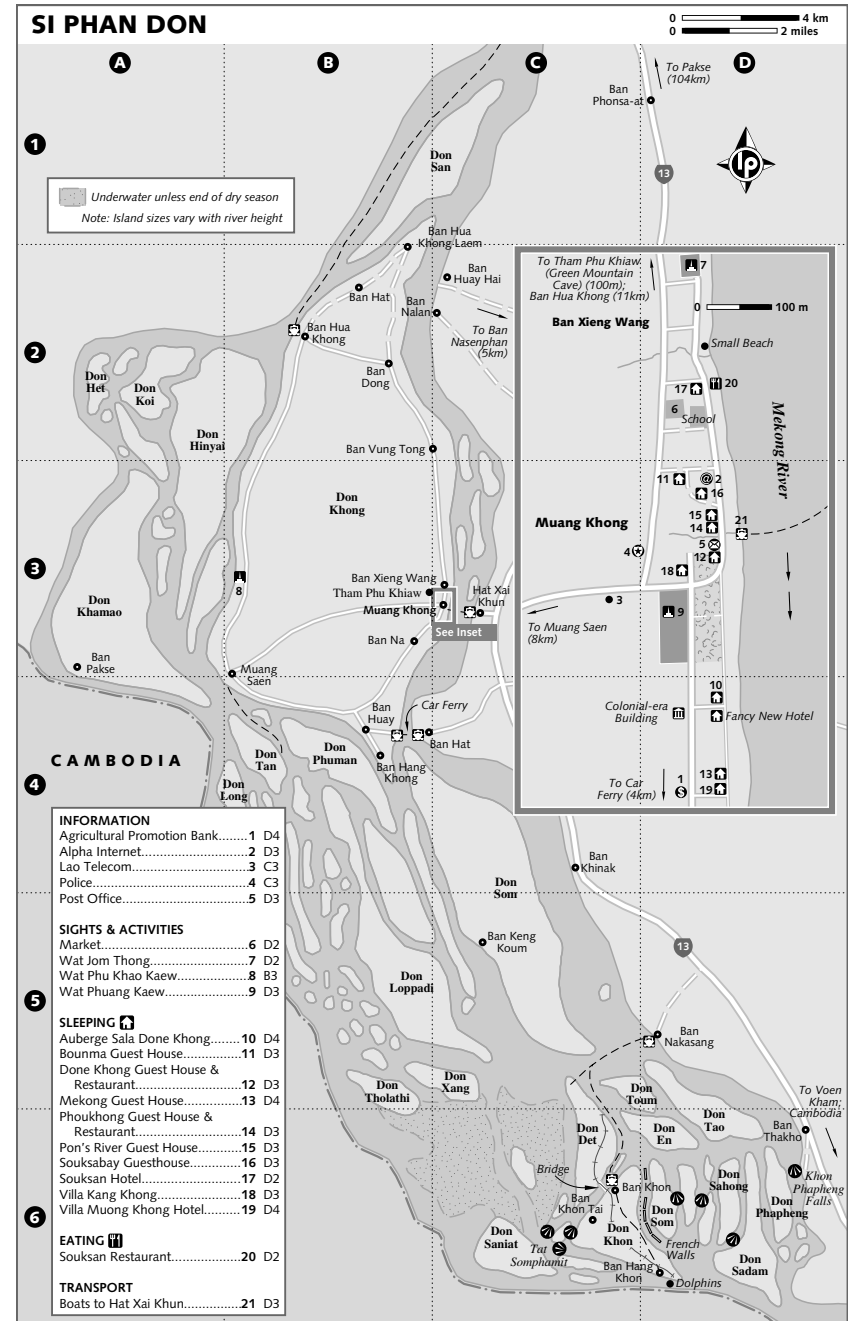 SI PHAN DON
0 4 km
0 2 miles
A
B
C
D
1
2
3
4
5
6
Underwater unless end of dry season
Note: Island sizes vary with river height
To Pakse
(104km)
Ban
Phonsa-at
13
lp
Don
San
Ban Hua
Khong Laem
Ban
Huay Hai
Ban Hat
Ban
Nalan
To Ban
Nasenphan
(5km)
Ban Hua
Khong
Ban
Dong
Don
Het
Don
Koi
Don
Hinyai
Ban Vung Tong
Don
Khong
8
Don
Khamao
Ban Xieng Wang
Tham Phu Khiaw
Muang Khong
Hat Xai
Khun
See Inset
Ban Na
Ban
Pakse
Muang
Saen
Ban
Huay
Car Ferry
Ban Hat
Ban Hang
Khong
CAMBODIA
Don
Tan
Don
Phuman
Don
Long
To Tham Phu Khiaw
(Green Mountain
Cave) (100m);
Ban Hua Khong (11km)
7
0 100 m
Ban Xieng Wang
Small Beach
17
20
6
School
Mekong River
11
@ 2
16
15
14
21
Muang Khong
4
5
12
18
3
9
To Muang Saen
(8km)
10
Colonial-era
Building
Fancy New Hotel
To Car
Ferry (4km)
1
$
13
19
INFORMATION
Agricultural Promotion Bank........1 D4
Alpha Internet........2 D3
Lao Telecom........3 C3
Police........4 C3
Post Office........5 D3
SIGHTS & ACTIVITIES
Market........6 D2
Wat Jom Thong........7 D2
Wat Phu Khao Kaew........8 B3
Wat Phuang Kaew........9 D3
SLEEPING
Auberge Sala Done Khong........10 D4
Bounma Guest House........11 D3
Done Khong Guest House &
Restaurant........12 D3
Mekong Guest House........13 D4
Phoukhong Guest House &
Restaurant........14 D3
Pon's River Guest House........15 D3
Souksabay Guesthouse........16 D3
Souksan Hotel........17 D2
Villa Kang Khong........18 D3
Villa Muong Khong Hotel........19 D4
EATING
Souksan Restaurant........20 D2
TRANSPORT
Boats to Hat Xai Khun........21 D3
Ban
Khinak
Don
Som
Ban Keng
Koum
13
Don
Loppadi
Ban
Nakasang
Don
Xang
Don
Tholathi
Don
Toum
Don
Tao
To Voen
Kham;
Cambodia
Ban
Thakho
Don
Det
Don
En
Bridge
Ban Khon
Ban
Khon Tai
Don
Som
Don
Sahong
Don
Phapheng
Khon
Phapheng
Falls
Don
Saniat
Tat
Somphamit
Don
Khon
French
Walls
Don
Sadam
Ban Hang
Khon
Dolphins